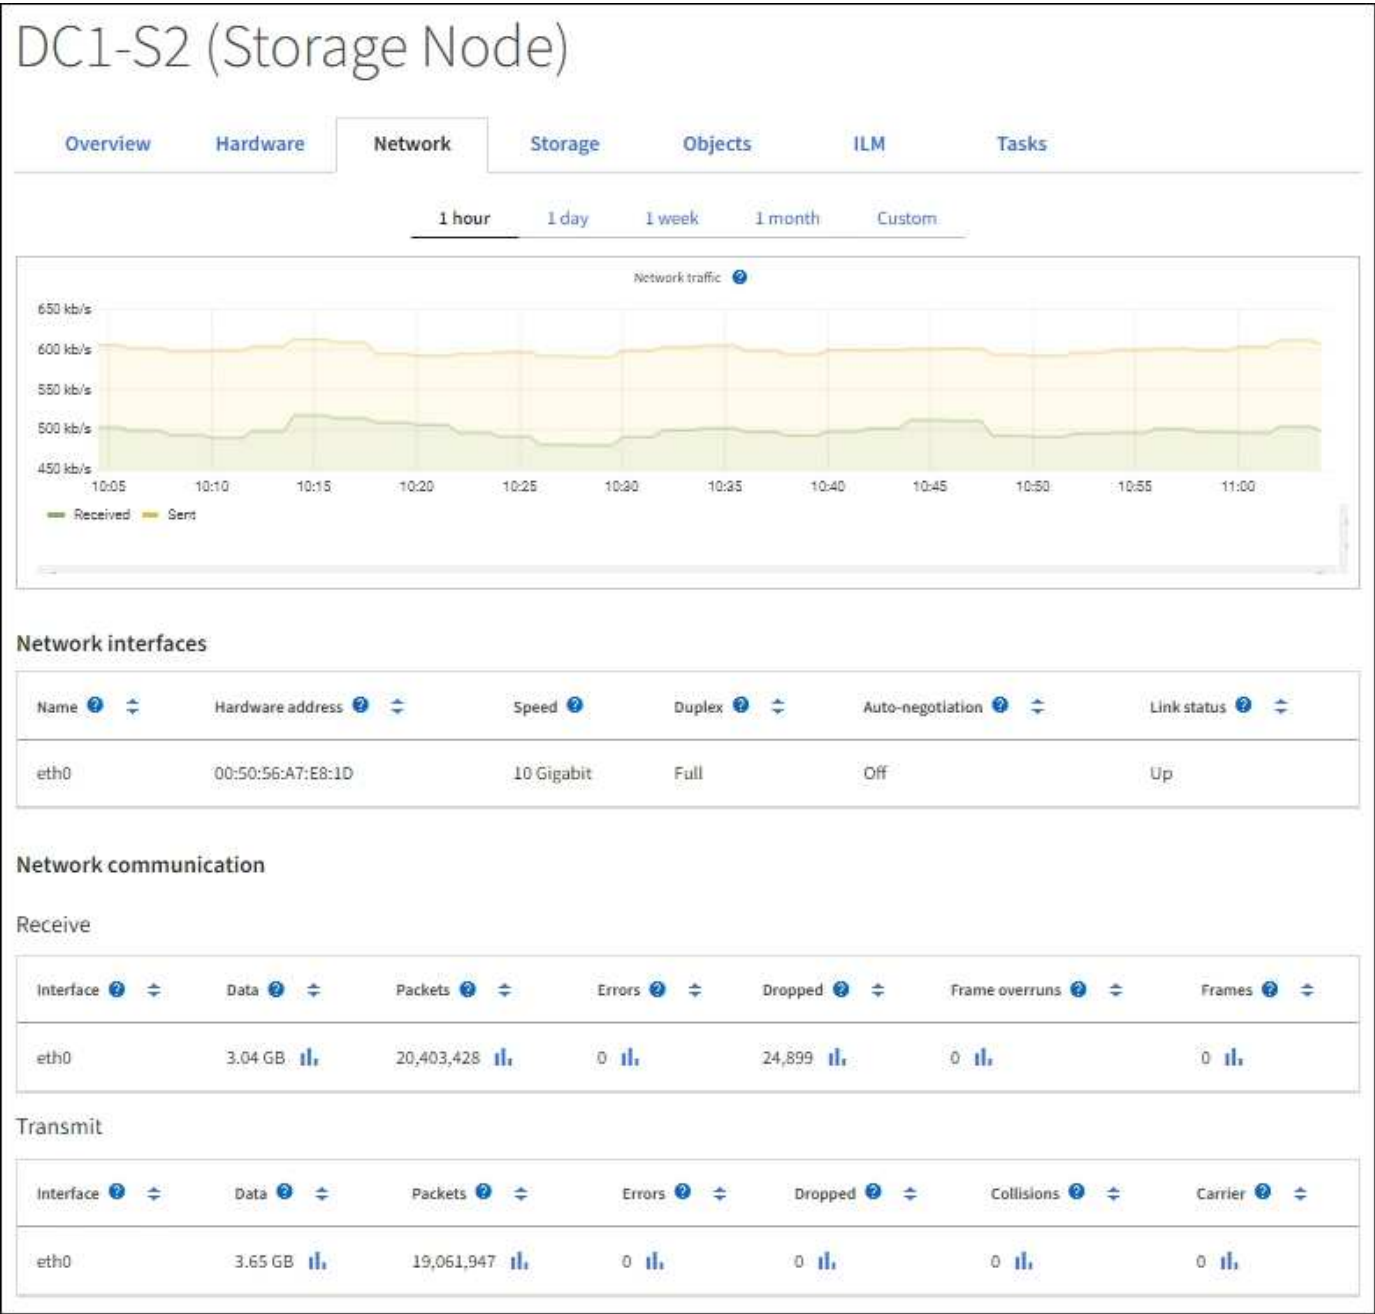 DC1-S2 (Storage Node)
Overview Hardware Network Storage Objects ILM Tasks
1 hour 1 day 1 week 1 month Custom
Network traffic
650 kb/s
600 kb/s
550 kb/s
500 kb/s
450 kb/s
10:05 10:10 10:15 10:20 10:25 10:30 10:35 10:40 10:45 10:50 10:55 11:00
Received Sent
Network interfaces
Name Hardware address Speed Duplex Auto-negotiation Link status
eth0 00:50:56:A7:E8:1D 10 Gigabit Full Off Up
Network communication
Receive
Interface Data Packets Errors Dropped Frame overruns Frames
eth0 3.04 GB 20,403,428 0 24,899 0 0
Transmit
Interface Data Packets Errors Dropped Collisions Carrier
eth0 3.65 GB 19,061,947 0 0 0 0